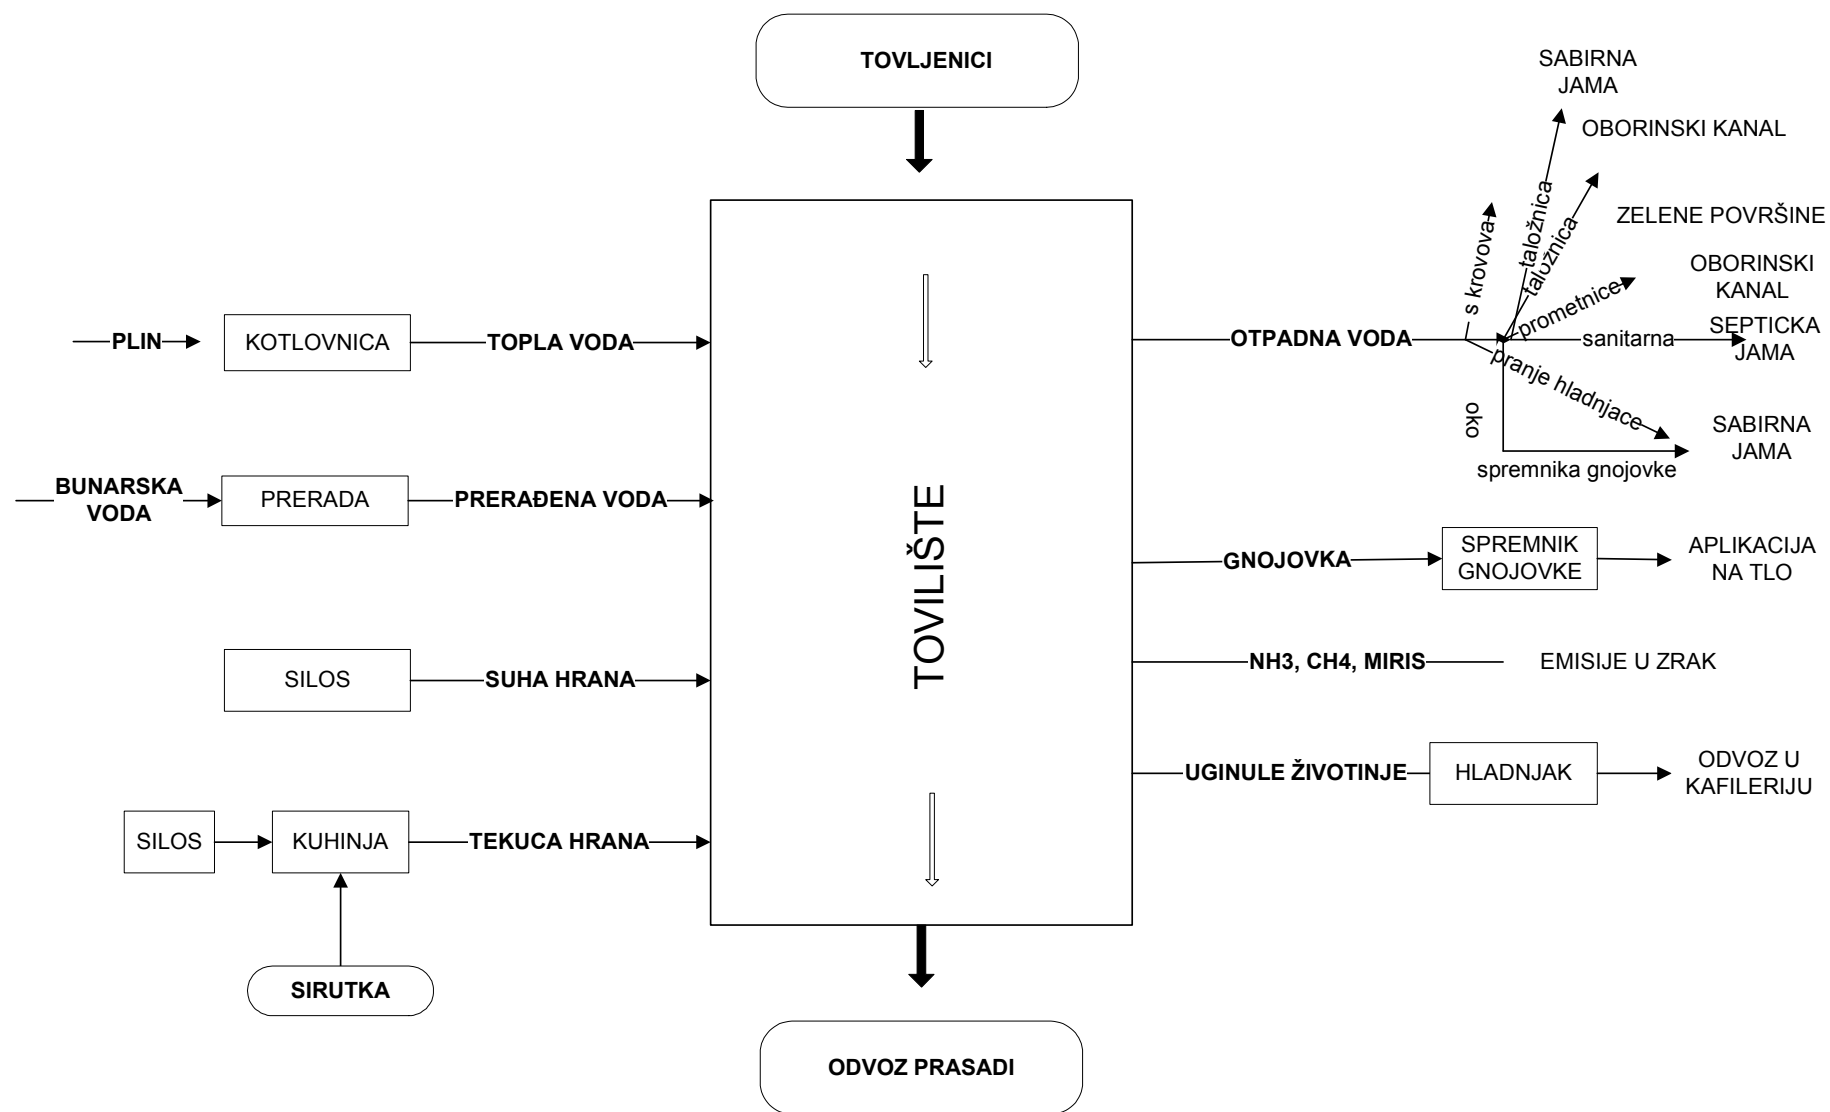 TOVLJENICI
SABIRNA
JAMA
OBORINSKI KANAL
ZELENE POVRŠINE
OBORINSKI
KANAL
s krovova
taložnica
taložnica
prometnice
PLIN
KOTLOVNICA
TOPLA VODA
OTPADNA VODA
sanitarna
SEPTICKA
JAMA
pranje hladnjace
oko
spremnika gnojovke
SABIRNA
JAMA
BUNARSKA
VODA
PRERADA
PRERAĐENA VODA
TOVILIŠTE
GNOJOVKA
SPREMNIK
GNOJOVKE
APLIKACIJA
NA TLO
SILOS
SUHA HRANA
NH3, CH4, MIRIS
EMISIJE U ZRAK
UGINULE ŽIVOTINJE
HLADNJAK
ODVOZ U
KAFILERIJU
SILOS
KUHINJA
TEKUCA HRANA
SIRUTKA
ODVOZ PRASADI